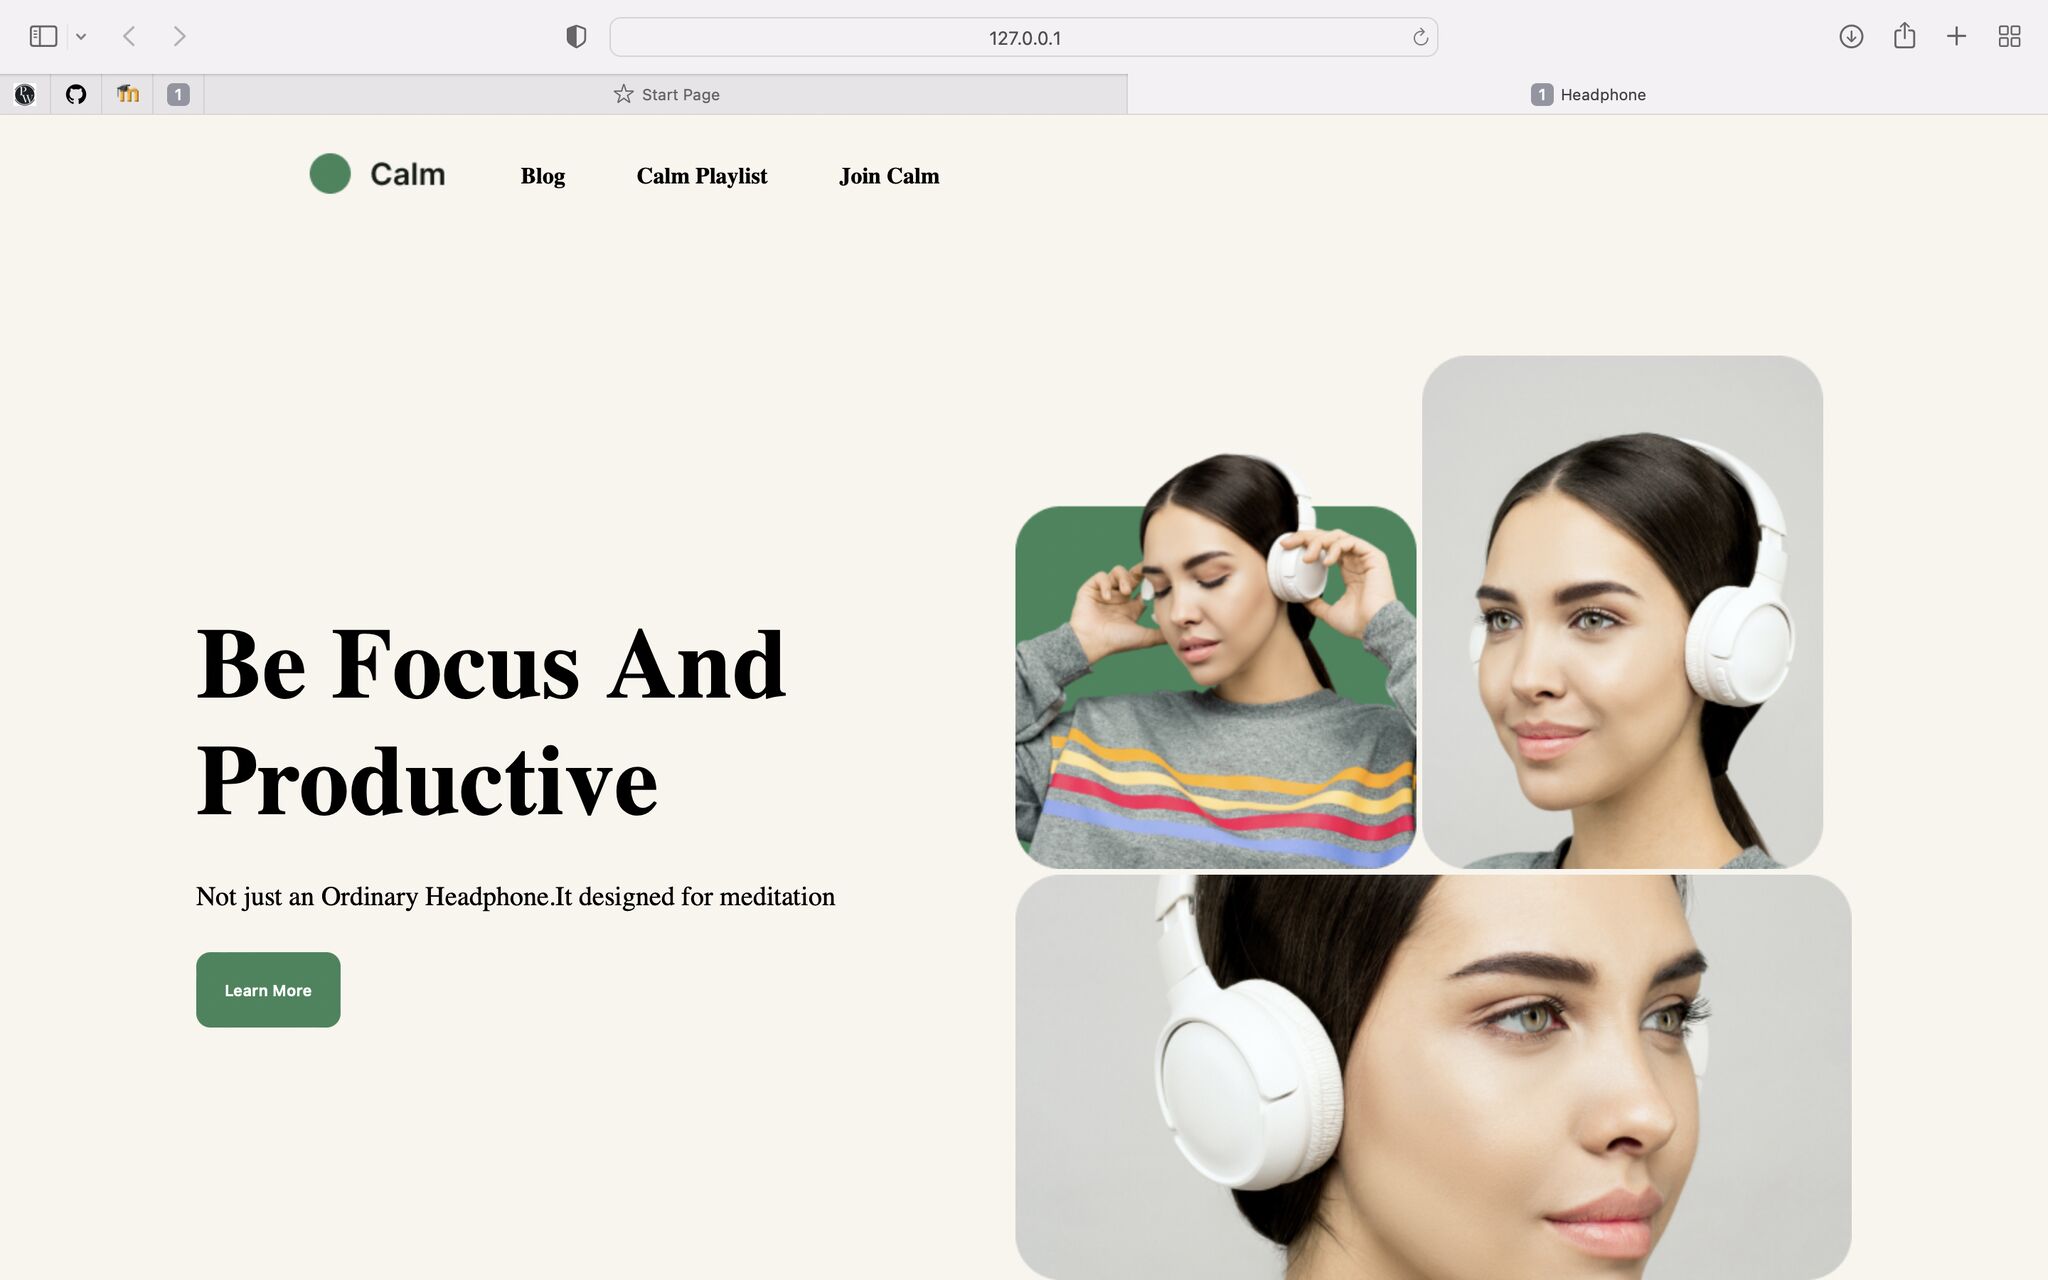 127.0.0.1
1
Start Page
1 Headphone
Calm
Blog
Calm Playlist
Join Calm
Be Focus And
Productive
Not just an Ordinary Headphone.It designed for meditation
Learn More